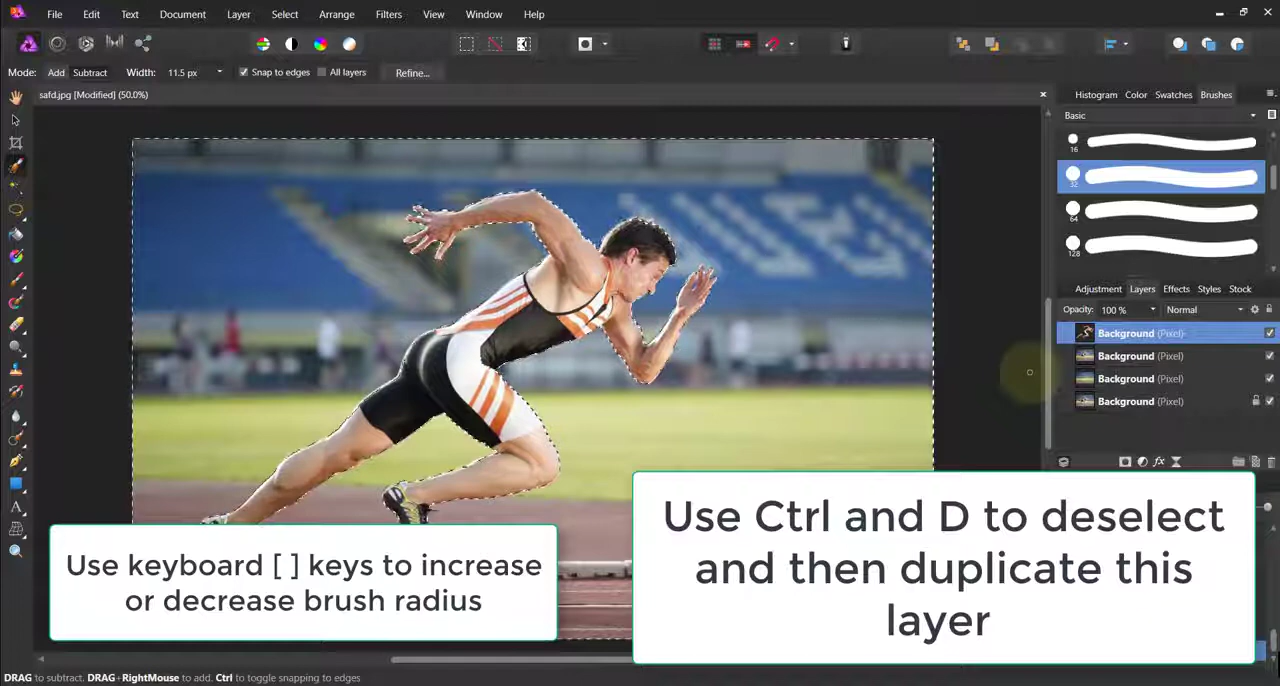 File Edit Text Document Layer Select Arrange Filters View Window Help
Mode: Add Subtract Width: 11.5 px Snap to edges All layers Refine...
safd.jpg [Modified] (50.0%)
Histogram Color Swatches Brushes
Basic
16
32
64
128
Adjustment Layers Effects Styles Stock
Opacity: 100 % Normal
Background (Pixel)
Background (Pixel)
Background (Pixel)
Background (Pixel)
Use keyboard [ ] keys to increase
or decrease brush radius
Use Ctrl and D to deselect
and then duplicate this
layer
DRAG to subtract. DRAG+RightMouse to add. Ctrl to toggle snapping to edges